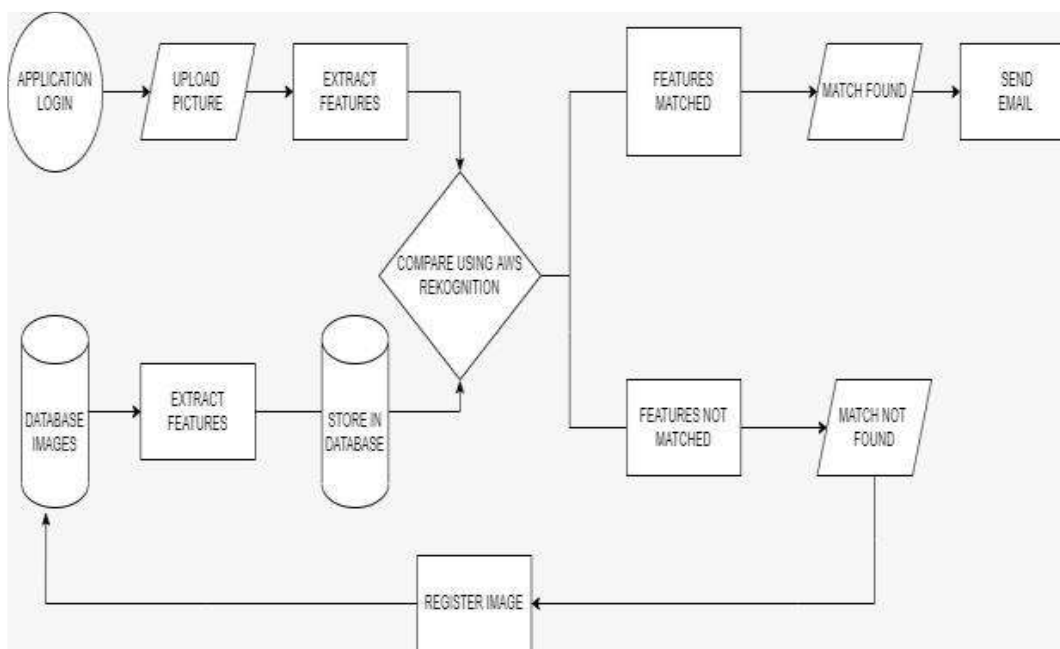 APPLICATION
LOGIN
UPLOAD
PICTURE
EXTRACT
FEATURES
FEATURES
MATCHED
MATCH FOUND
SEND
EMAIL
COMPARE USING AWS
REKOGNITION
DATABASE
IMAGES
EXTRACT
FEATURES
STORE IN
DATABASE
FEATURES NOT
MATCHED
MATCH NOT
FOUND
REGISTER IMAGE